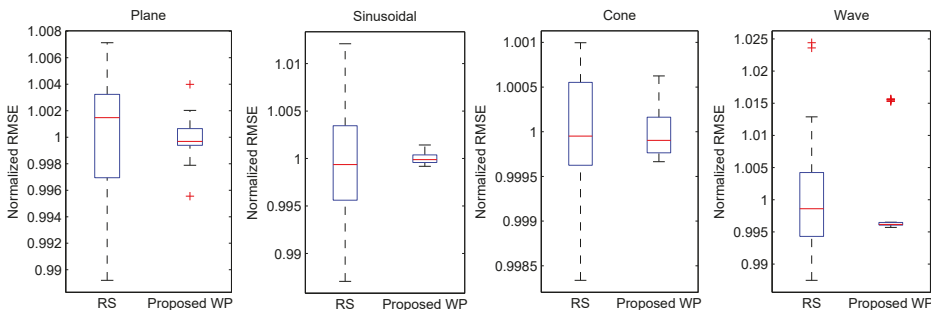 Plane
Normalized RMSE
1.008
1.006
1.004
1.002
1
0.998
0.996
0.994
0.992
0.99
RS
Proposed WP
Sinusoidal
Normalized RMSE
1.01
1.005
1
0.995
0.99
RS
Proposed WP
Cone
Normalized RMSE
1.001
1.0005
1
0.9995
0.999
0.9985
RS
Proposed WP
Wave
Normalized RMSE
1.025
1.02
1.015
1.01
1.005
1
0.995
0.99
RS
Proposed WP